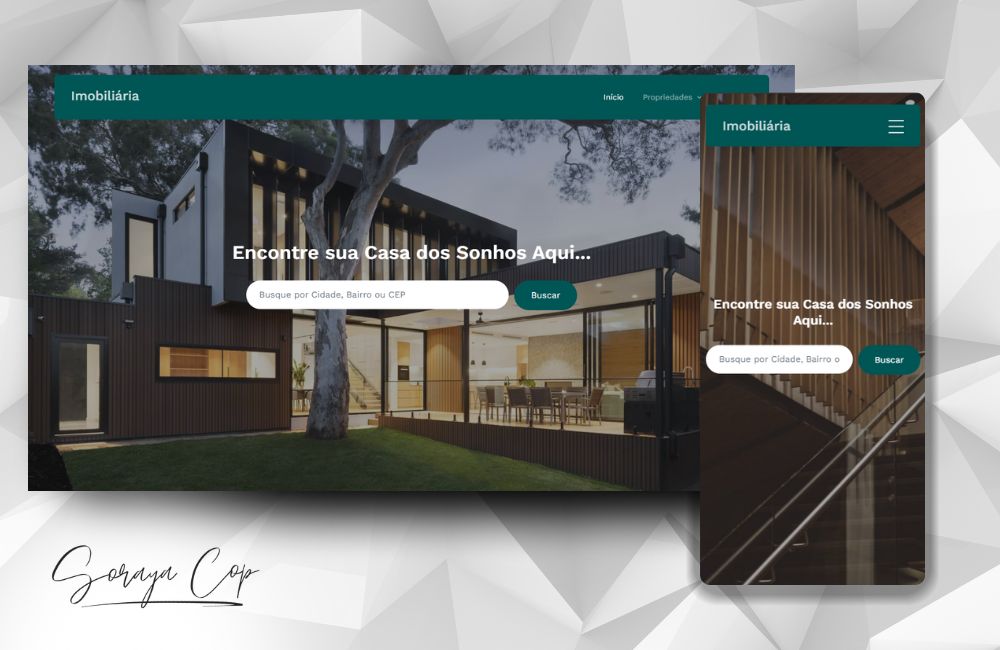 Imobiliária
Início Propriedades
Encontre sua Casa dos Sonhos Aqui...
Busque por Cidade, Bairro ou CEP
Buscar
Imobiliária
Encontre sua Casa dos Sonhos
Aqui...
Busque por Cidade, Bairro o
Buscar
Soraya Cop